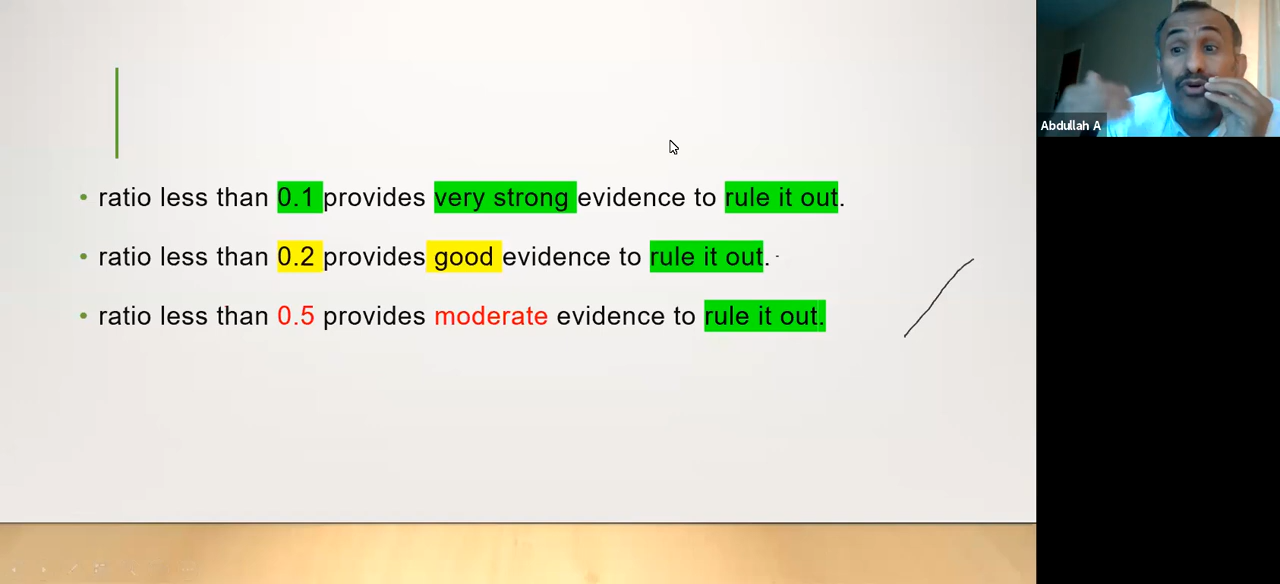 • ratio less than 0.1 provides very strong evidence to rule it out.
• ratio less than 0.2 provides good evidence to rule it out.
• ratio less than 0.5 provides moderate evidence to rule it out.
Abdullah A